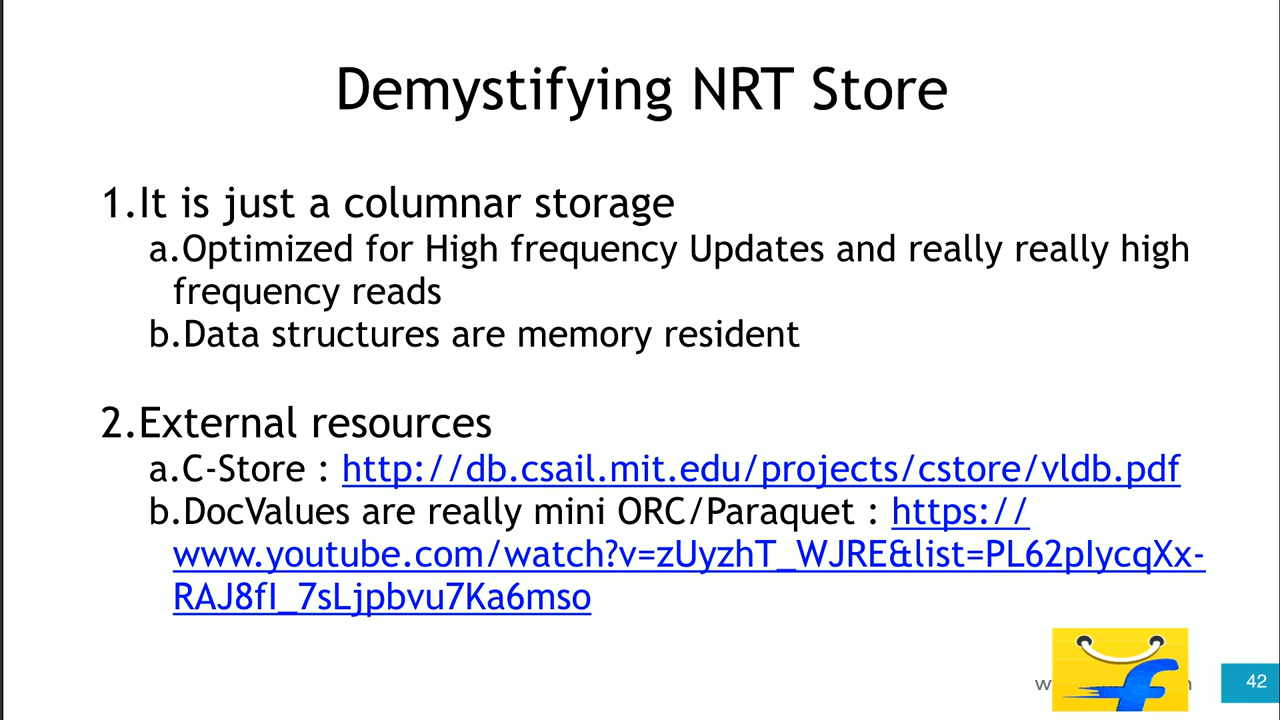 Demystifying NRT Store
1.It is just a columnar storage
a.Optimized for High frequency Updates and really really high
frequency reads
b.Data structures are memory resident
2.External resources
a.C-Store : http://db.csail.mit.edu/projects/cstore/vldb.pdf
b.DocValues are really mini ORC/Paraquet : https://
www.youtube.com/watch?v=zUyzhT_WJRE&list=PL62pIycqXx-
RAJ8fI_7sLjpbvu7Ka6mso
42